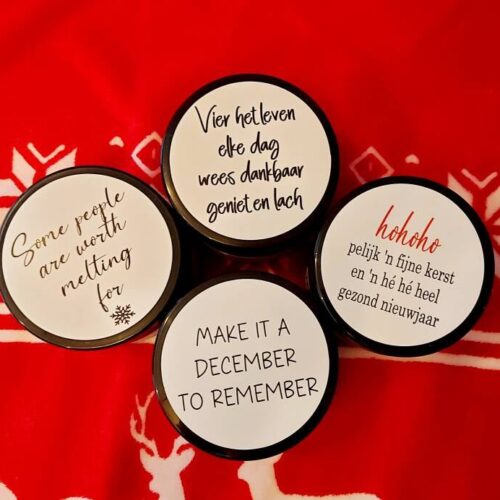 Vier het leven
elke dag
wees dankbaar
geniet en lach
Some people
are worth
melting
for
hohoho
pelijk 'n fijne kerst
en 'n hé hé heel
gezond nieuwjaar
MAKE IT A
DECEMBER
TO REMEMBER